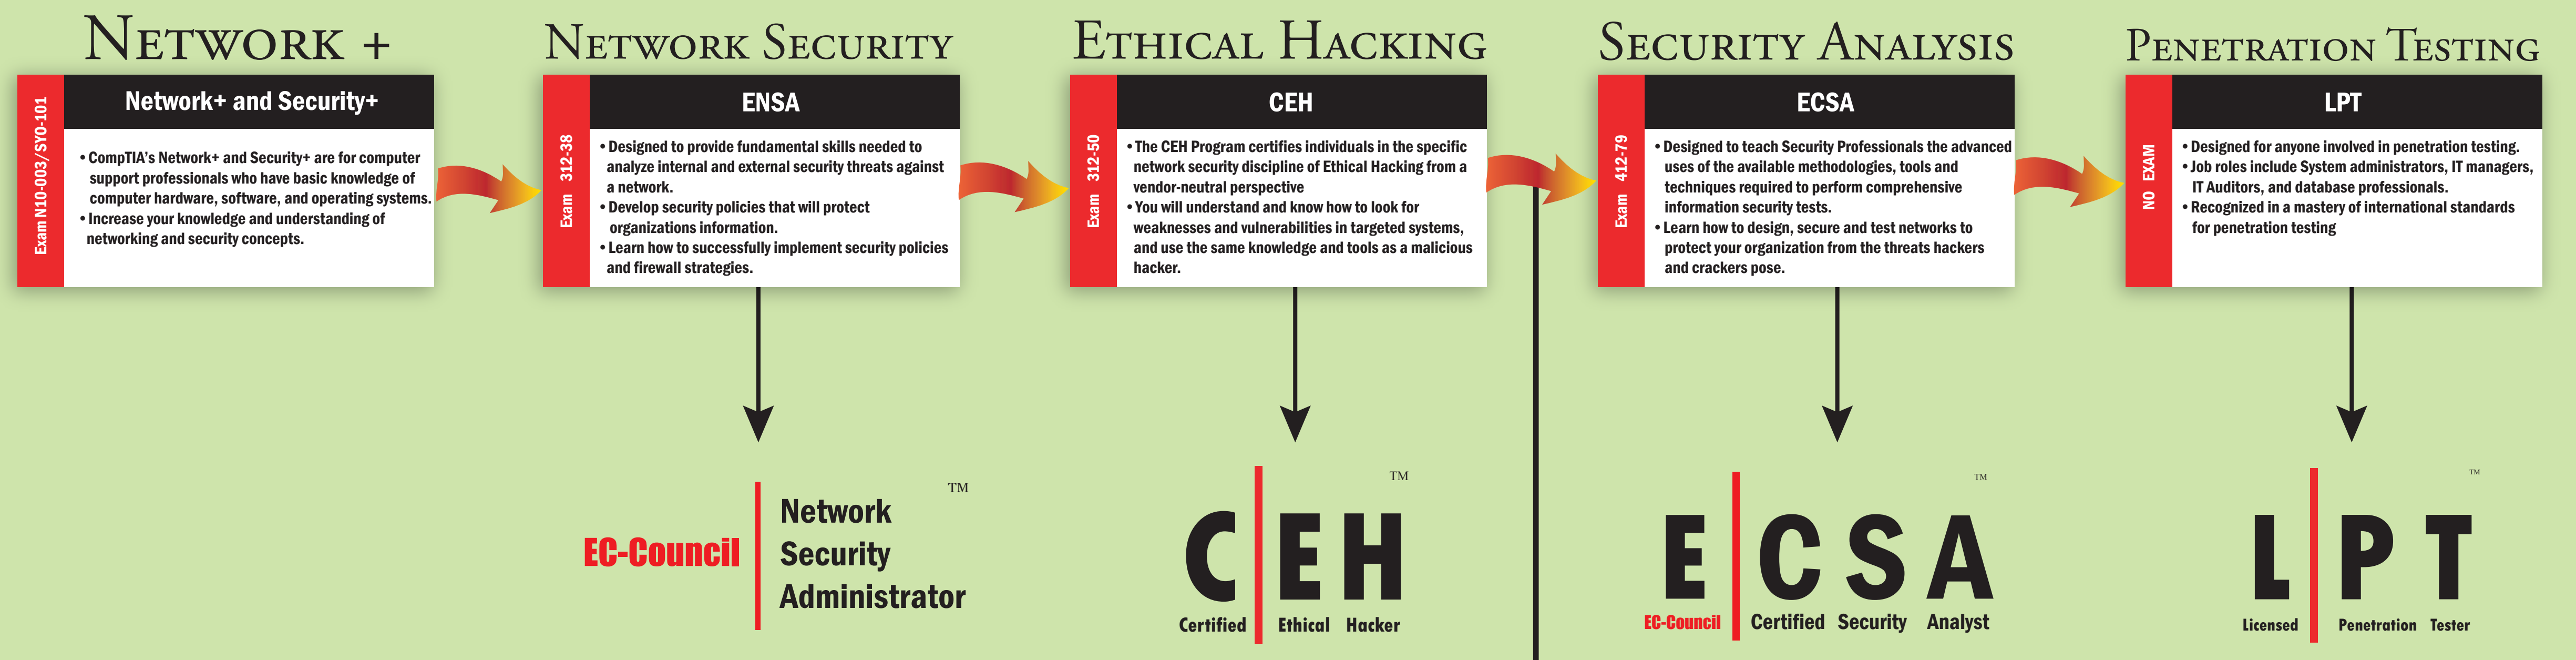 Network +
Exam N10-003/SYO-101
Network+ and Security+
• CompTIA's Network+ and Security+ are for computer
support professionals who have basic knowledge of
computer hardware, software, and operating systems.
• Increase your knowledge and understanding of
networking and security concepts.
Network Security
Exam 312-38
ENSA
• Designed to provide fundamental skills needed to
analyze internal and external security threats against
a network.
• Develop security policies that will protect
organizations information.
• Learn how to successfully implement security policies
and firewall strategies.
EC-Council
Network
Security
Administrator
TM
Ethical Hacking
Exam 312-50
CEH
• The CEH Program certifies individuals in the specific
network security discipline of Ethical Hacking from a
vendor-neutral perspective
• You will understand and know how to look for
weaknesses and vulnerabilities in targeted systems,
and use the same knowledge and tools as a malicious
hacker.
TM
C EH
Certified Ethical Hacker
Security Analysis
Exam 412-79
ECSA
• Designed to teach Security Professionals the advanced
uses of the available methodologies, tools and
techniques required to perform comprehensive
information security tests.
• Learn how to design, secure and test networks to
protect your organization from the threats hackers
and crackers pose.
TM
E CSA
EC-Council Certified Security Analyst
Penetration Testing
NO EXAM
LPT
• Designed for anyone involved in penetration testing.
• Job roles include System administrators, IT managers,
IT Auditors, and database professionals.
• Recognized in a mastery of international standards
for penetration testing
TM
L PT
Licensed Penetration Tester